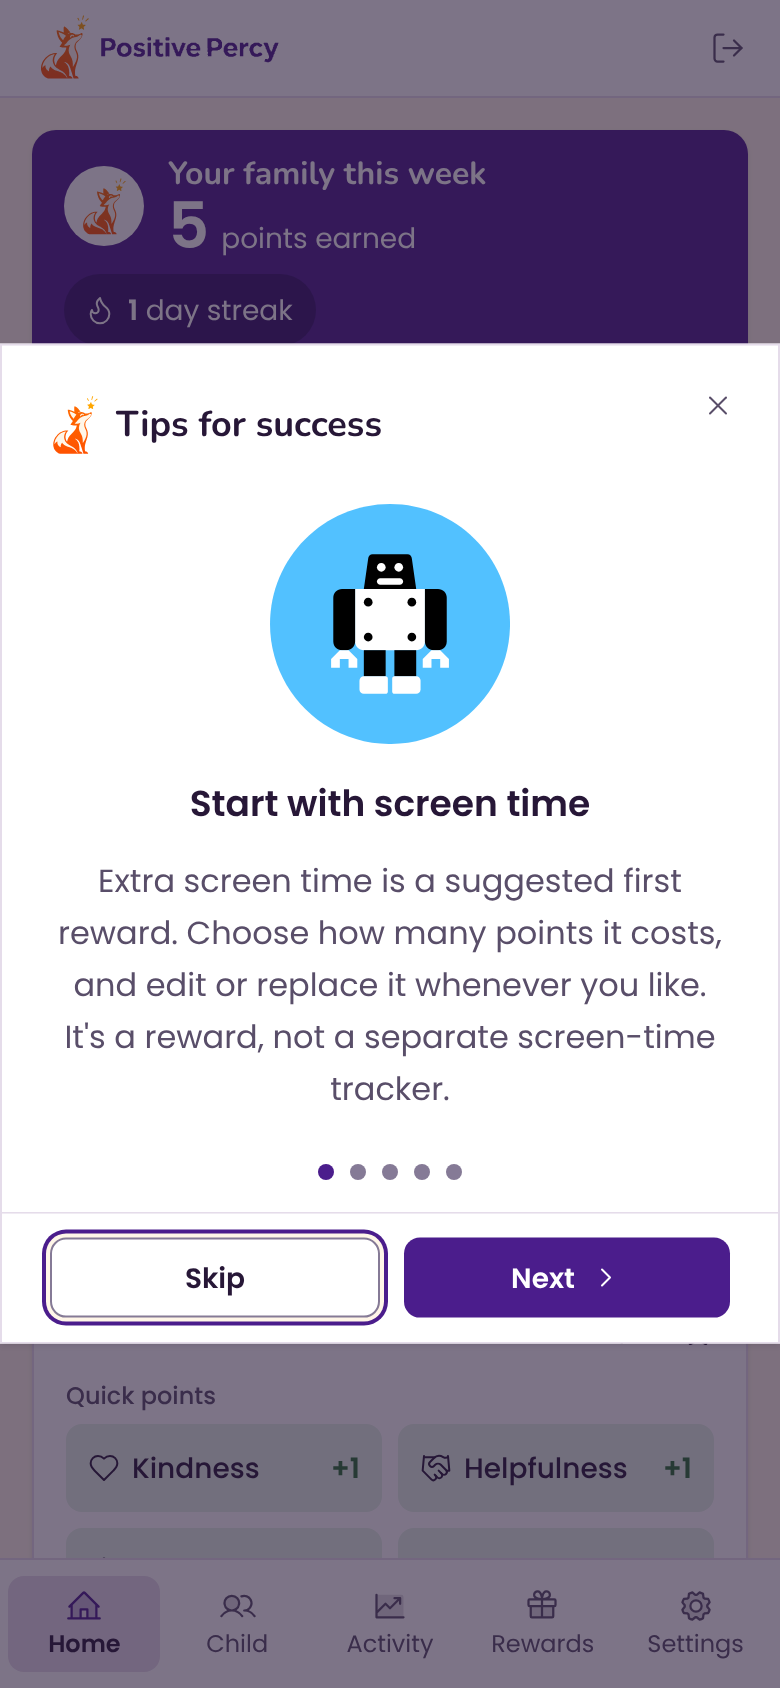 Positive Percy
Your family this week
5 points earned
1 day streak
Tips for success
Start with screen time
Extra screen time is a suggested first
reward. Choose how many points it costs,
and edit or replace it whenever you like.
It's a reward, not a separate screen-time
tracker.
Skip
Next
Quick points
Kindness +1
Helpfulness +1
Home
Child
Activity
Rewards
Settings